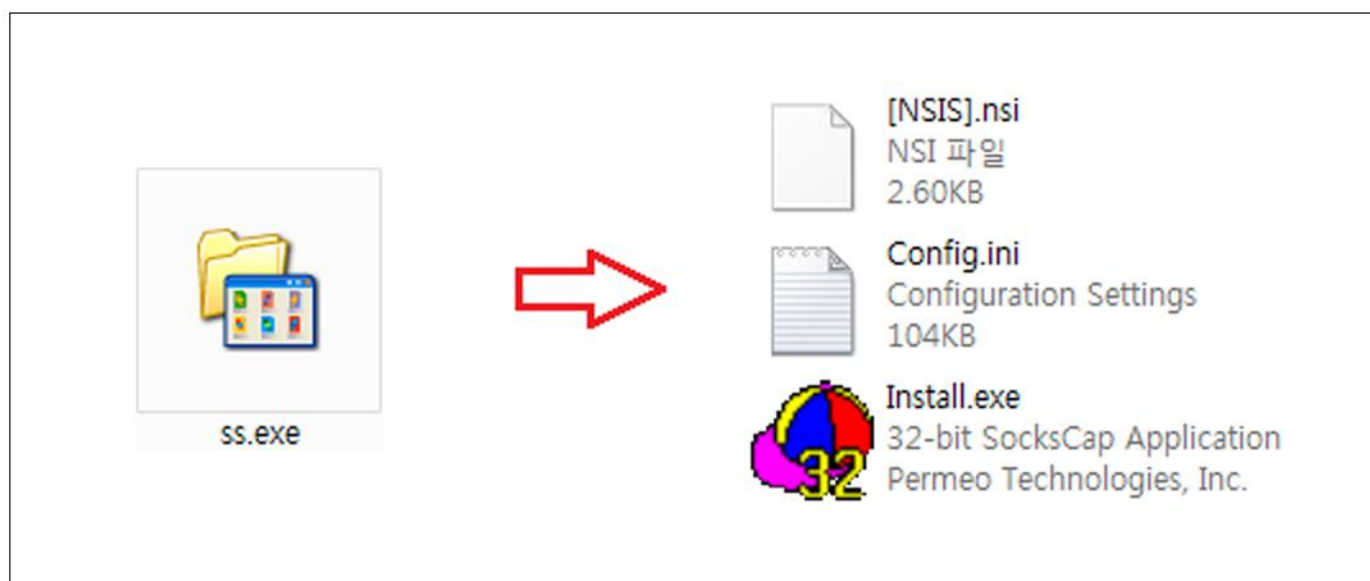 ss.exe
[NSIS].nsi
NSI 파일
2.60KB
Config.ini
Configuration Settings
104KB
Install.exe
32-bit SocksCap Application
Permeo Technologies, Inc.
32